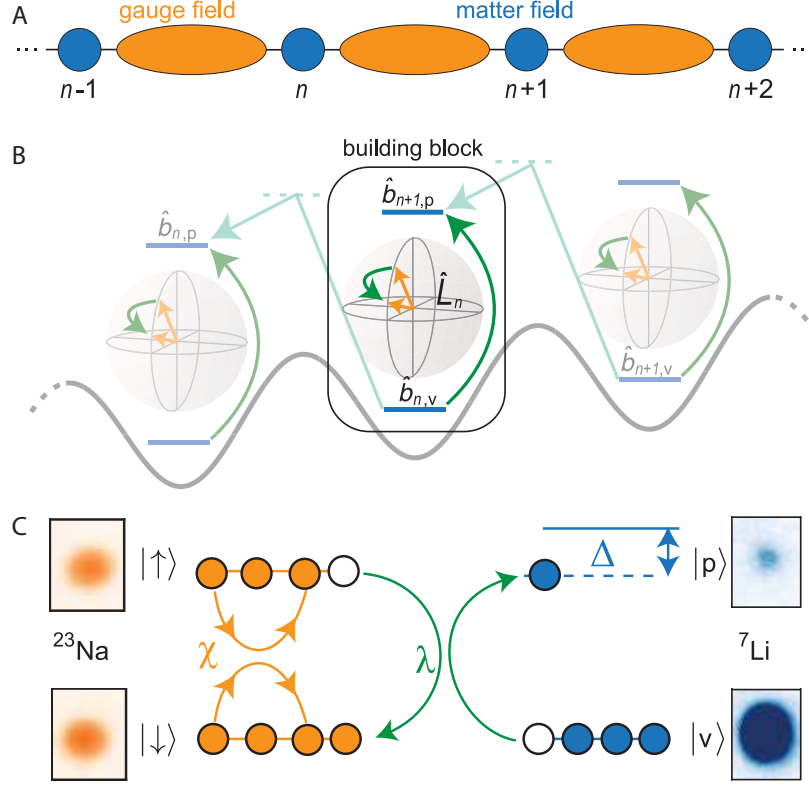 A
gauge field
matter field
... ...
n-1 n n+1 n+2
B
building block
b̂n,p
b̂n+1,p
L̂n
b̂n,v
b̂n+1,v
C
|↑⟩
Δ
|p⟩
²³Na
χ
λ
⁷Li
|↓⟩
|v⟩